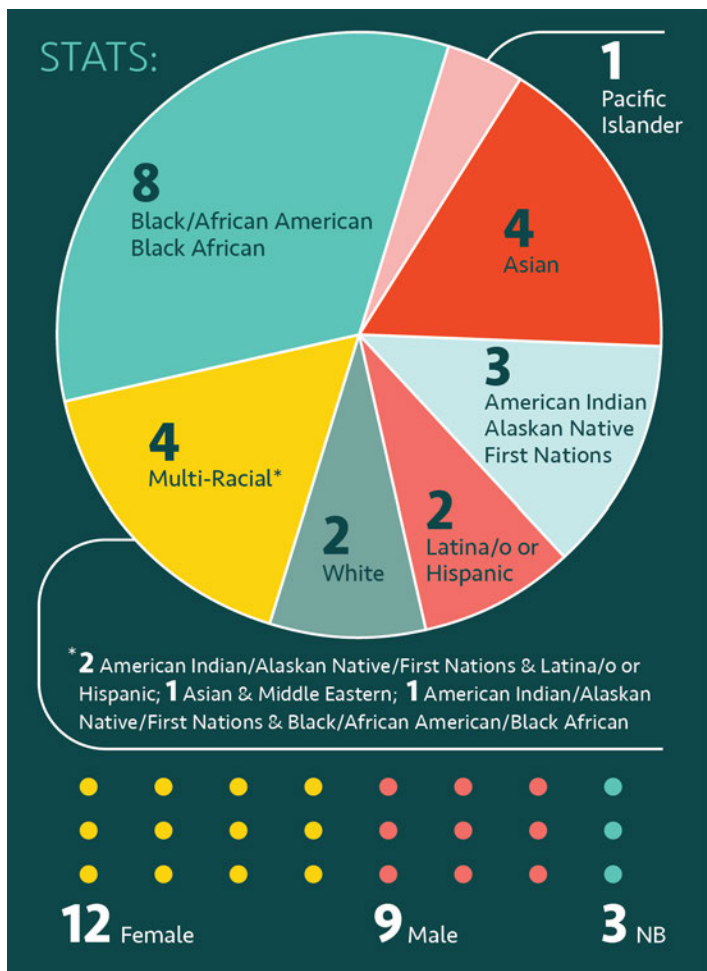 STATS:
1
Pacific
Islander
8
Black/African American
Black African
4
Asian
3
American Indian
Alaskan Native
First Nations
4
Multi-Racial*
2
White
2
Latina/o or
Hispanic
*2 American Indian/Alaskan Native/First Nations & Latina/o or
Hispanic; 1 Asian & Middle Eastern; 1 American Indian/Alaskan
Native/First Nations & Black/African American/Black African
12 Female
9 Male
3 NB